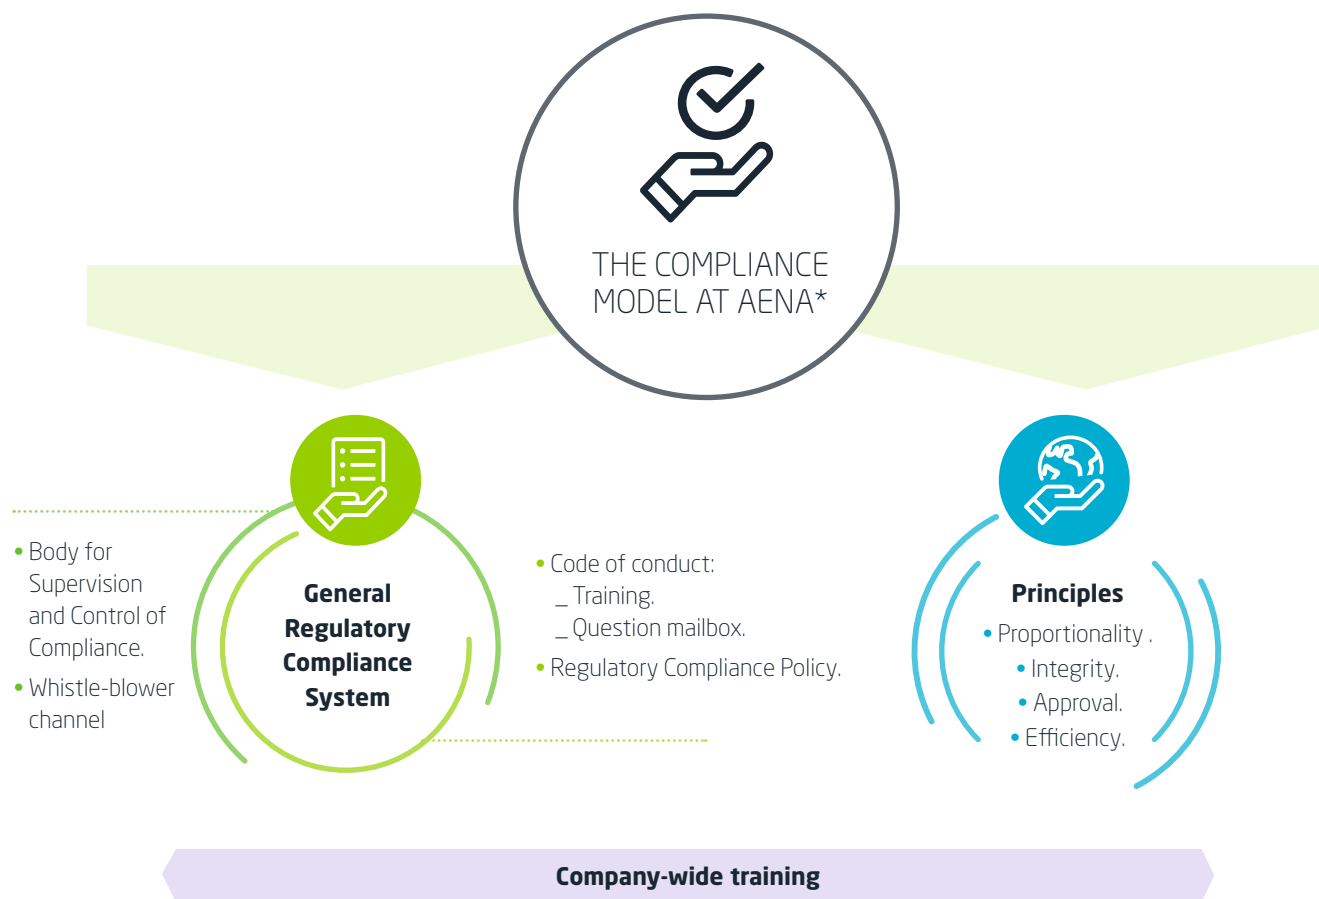 THE COMPLIANCE
MODEL AT AENA*
• Body for
Supervision
and Control of
Compliance.
• Whistle-blower
channel
General
Regulatory
Compliance
System
• Code of conduct:
_ Training.
_ Question mailbox.
• Regulatory Compliance Policy.
Principles
• Proportionality .
• Integrity.
• Approval.
• Efficiency.
Company-wide training